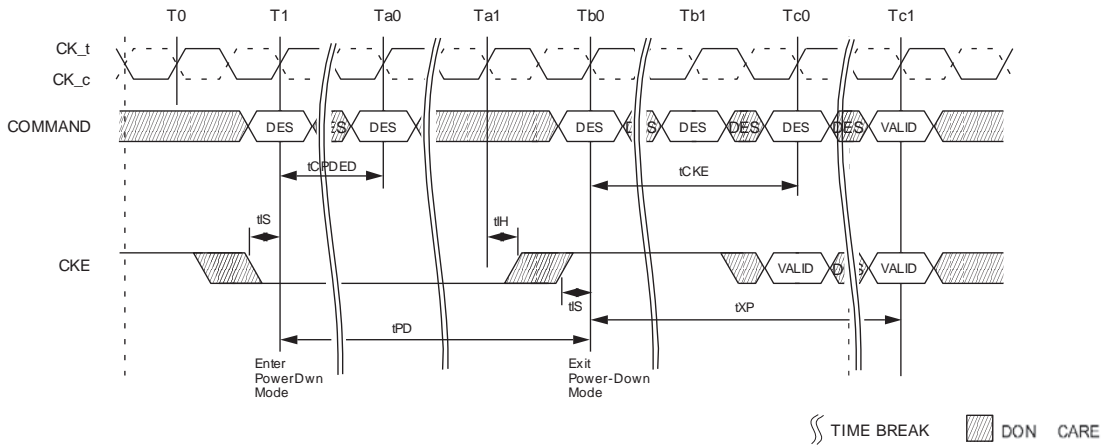 T0 T1 Ta0 Ta1 Tb0 Tb1 Tc0 Tc1
CK_t
CK_c
COMMAND DES DES DES DES DES DES DES VALID
tCPDED tCKE
tIS tIH
CKE VALID VALID
tIS
tPD tXP
Enter
PowerDwn
Mode
Exit
Power-Down
Mode
TIME BREAK DON CARE